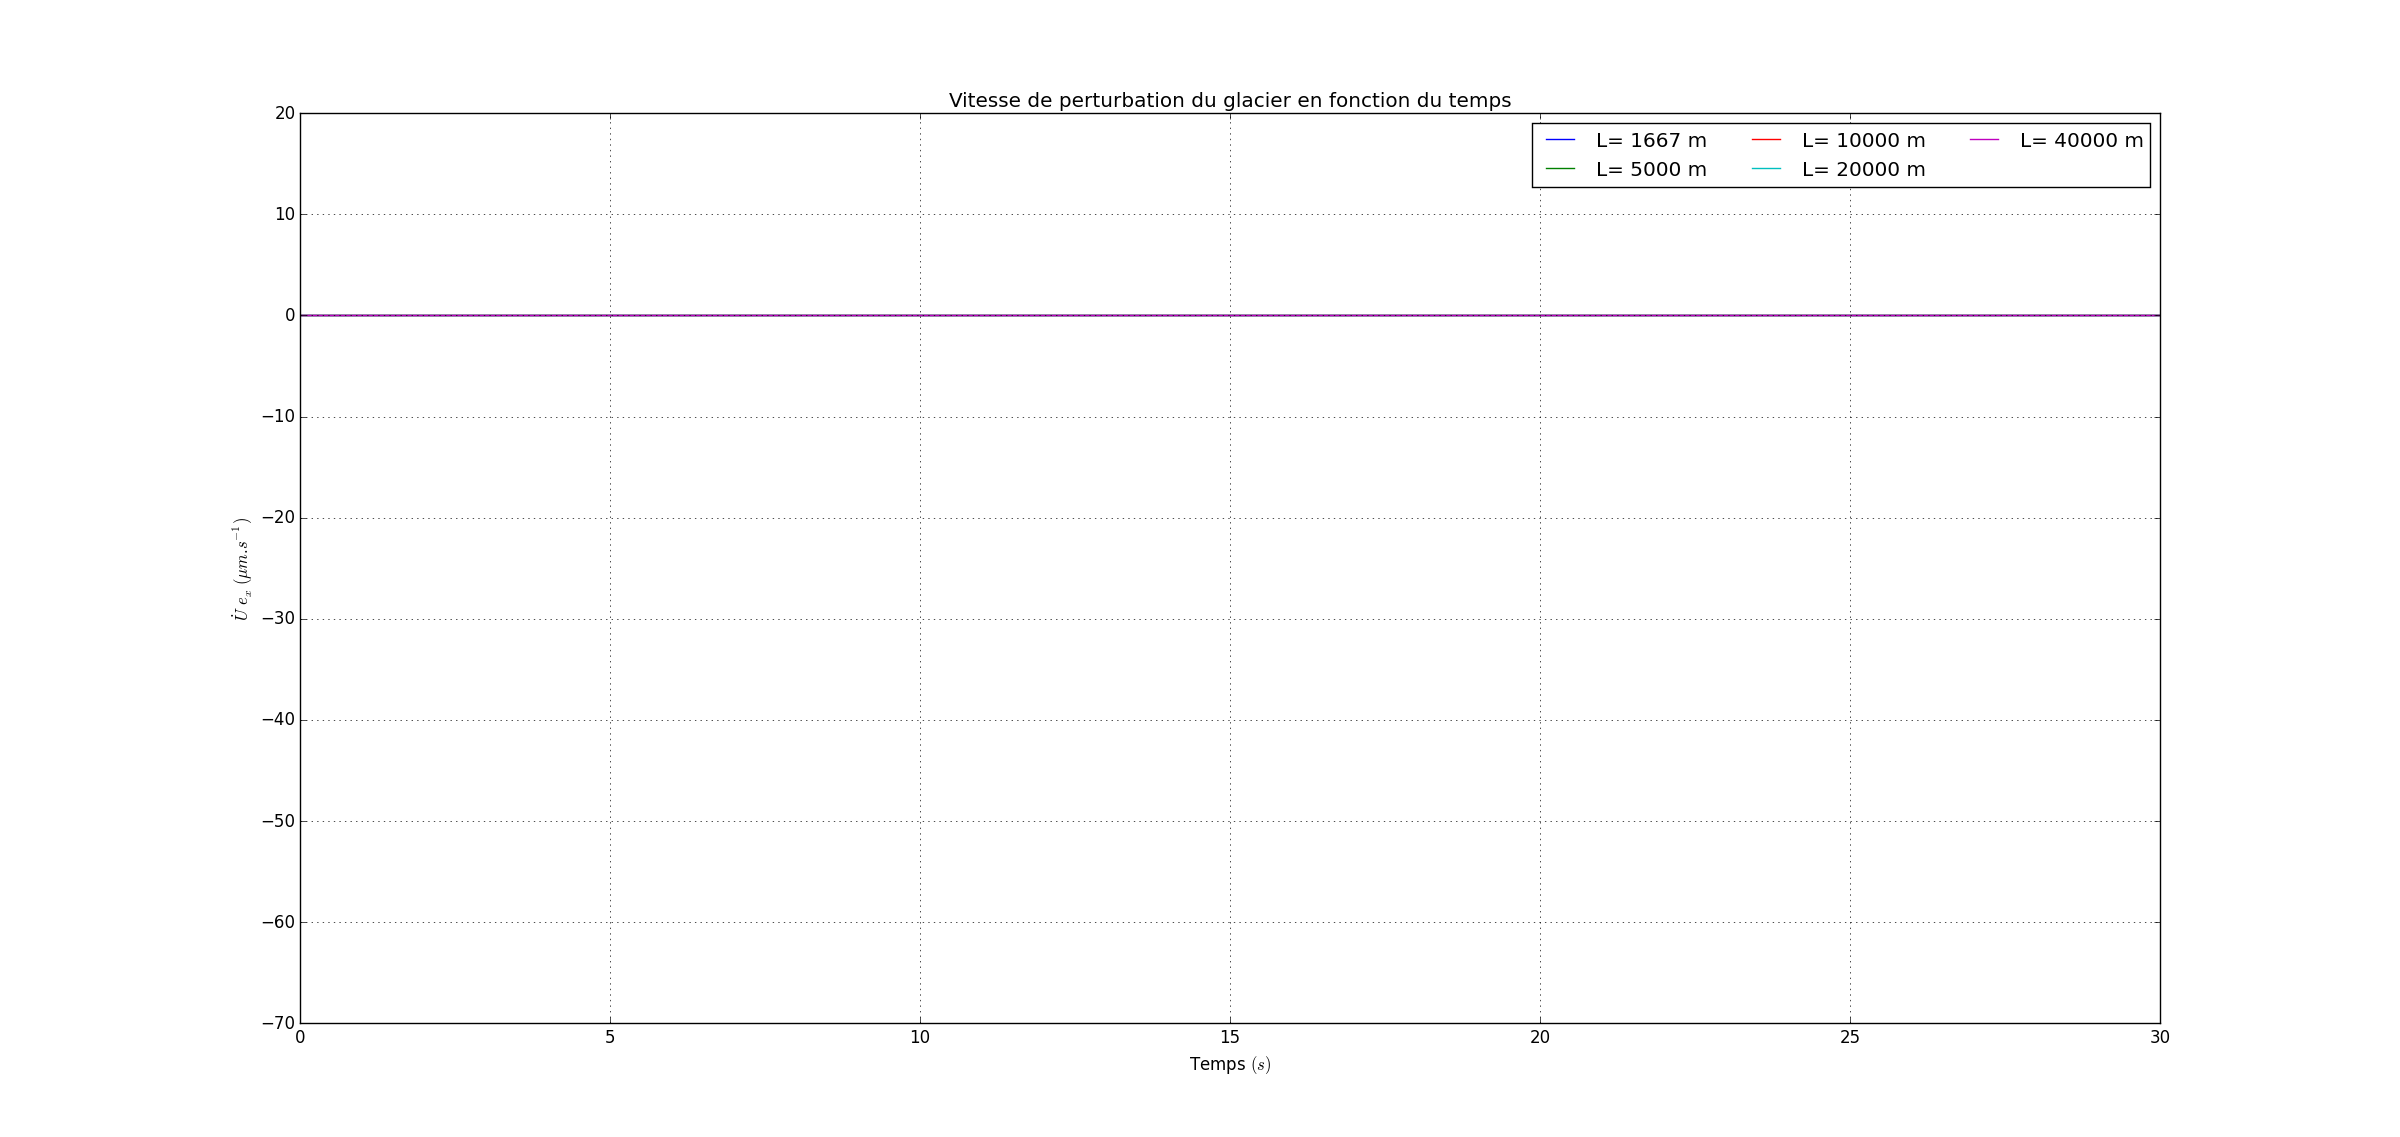 Vitesse de perturbation du glacier en fonction du temps
L= 1667 m L= 10000 m L= 40000 m
L= 5000 m L= 20000 m
20
10
0
−10
−20
−30
−40
−50
−60
−70
U̇ eₓ (μm.s⁻¹)
0 5 10 15 20 25 30
Temps (s)